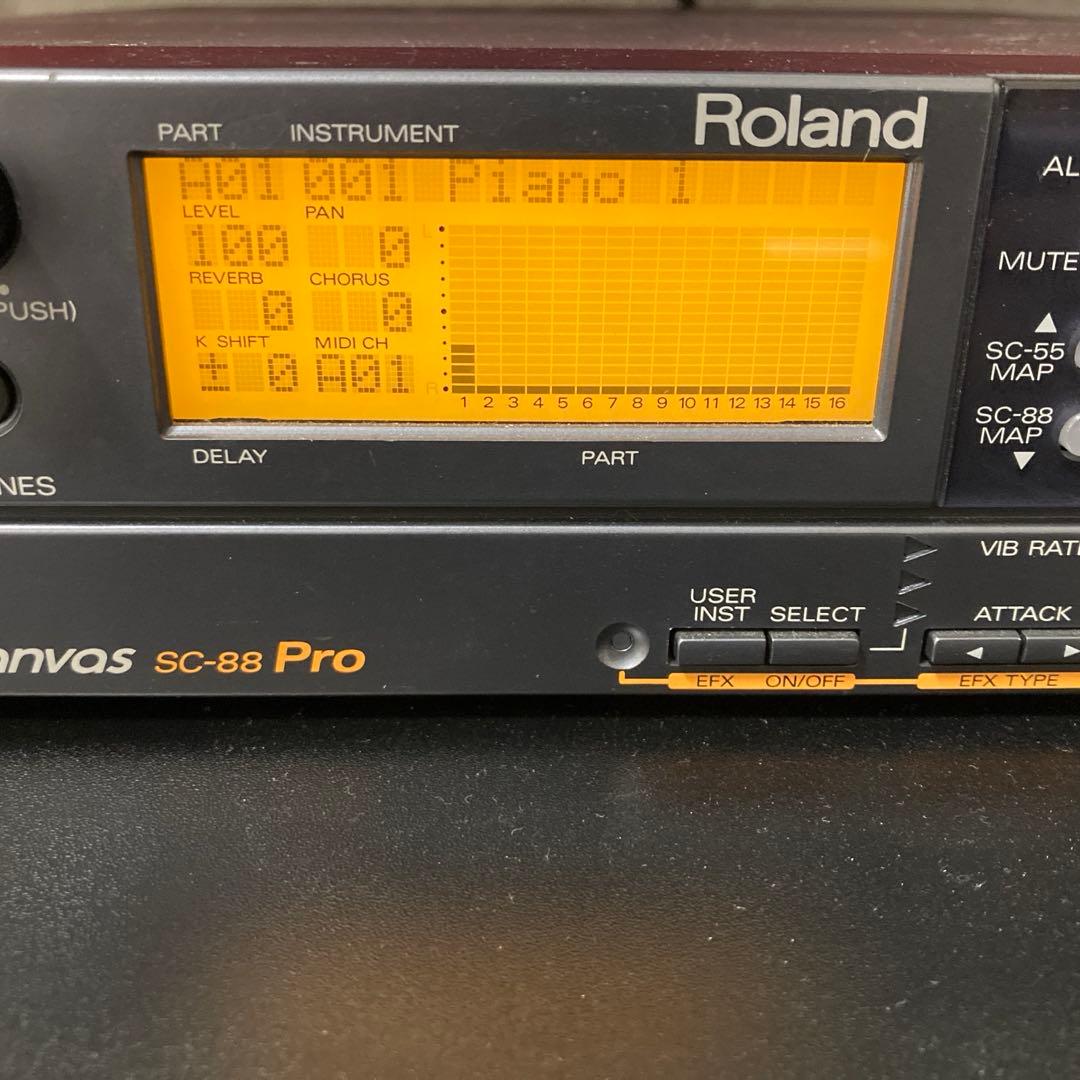 Roland
PART INSTRUMENT
A01 001 Piano 1
LEVEL PAN
100 0
REVERB CHORUS
0 0
K SHIFT MIDI CH
± 0 A01
L
R
1 2 3 4 5 6 7 8 9 10 11 12 13 14 15 16
DELAY PART
AL
MUTE
▲
SC-55
MAP
SC-88
MAP
▼
PUSH)
NES
anvas SC-88 Pro
USER
INST SELECT
VIB RAT
ATTACK
◄ ►
EFX ON/OFF EFX TYPE